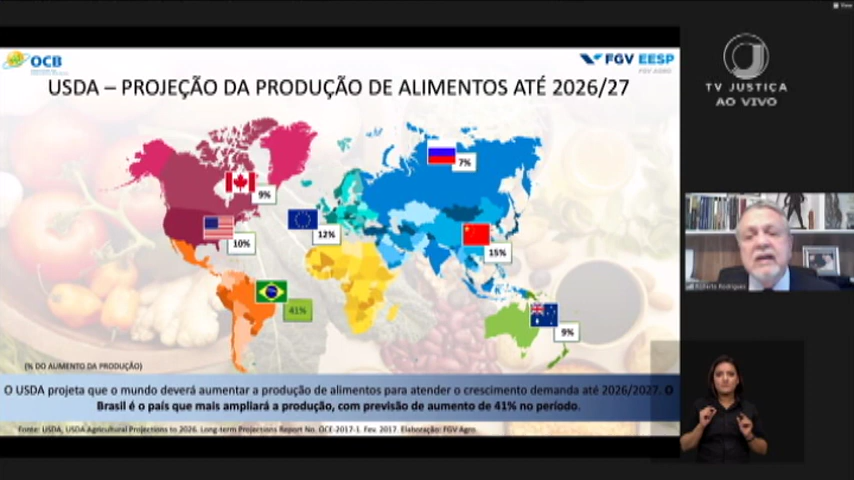 View
OCB
FGV EESP
FGV AGRO
USDA – PROJEÇÃO DA PRODUÇÃO DE ALIMENTOS ATÉ 2026/27
TV JUSTIÇA
AO VIVO
7%
9%
12%
10%
15%
41%
9%
Roberto Rodrigues
(% DO AUMENTO DA PRODUÇÃO)
O USDA projeta que o mundo deverá aumentar a produção de alimentos para atender o crescimento demanda até 2026/2027. O
Brasil é o país que mais ampliará a produção, com previsão de aumento de 41% no período.
Fonte: USDA, USDA Agricultural Projections to 2026. Long-term Projections Report No. OCE-2017-1. Fev. 2017. Elaboração: FGV Agro.